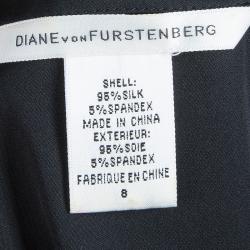 DIANE VON FURSTENBERG
SHELL:
95%SILK
5%SPANDEX
MADE IN CHINA
EXTERIEUR:
95%SOIE
5%SPANDEX
FABRIQUE EN CHINE
8